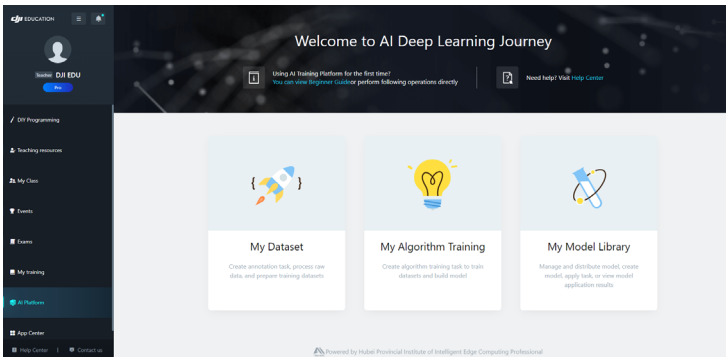 dji EDUCATION
Teacher DJI EDU
Pro
DIY Programming
Teaching resources
My Class
Events
Exams
My training
AI Platform
App Center
Help Center | Contact us
Welcome to AI Deep Learning Journey
Using AI Training Platform for the first time?
You can view Beginner Guideor perform following operations directly
Need help? Visit Help Center
My Dataset
Create annotation task, process raw
data, and prepare training datasets
My Algorithm Training
Create algorithm training task to train
datasets and build model
My Model Library
Manage and distribute model, create
model, apply task, or view model
application results
Powered by Hubei Provincial Institute of Intelligent Edge Computing Professional